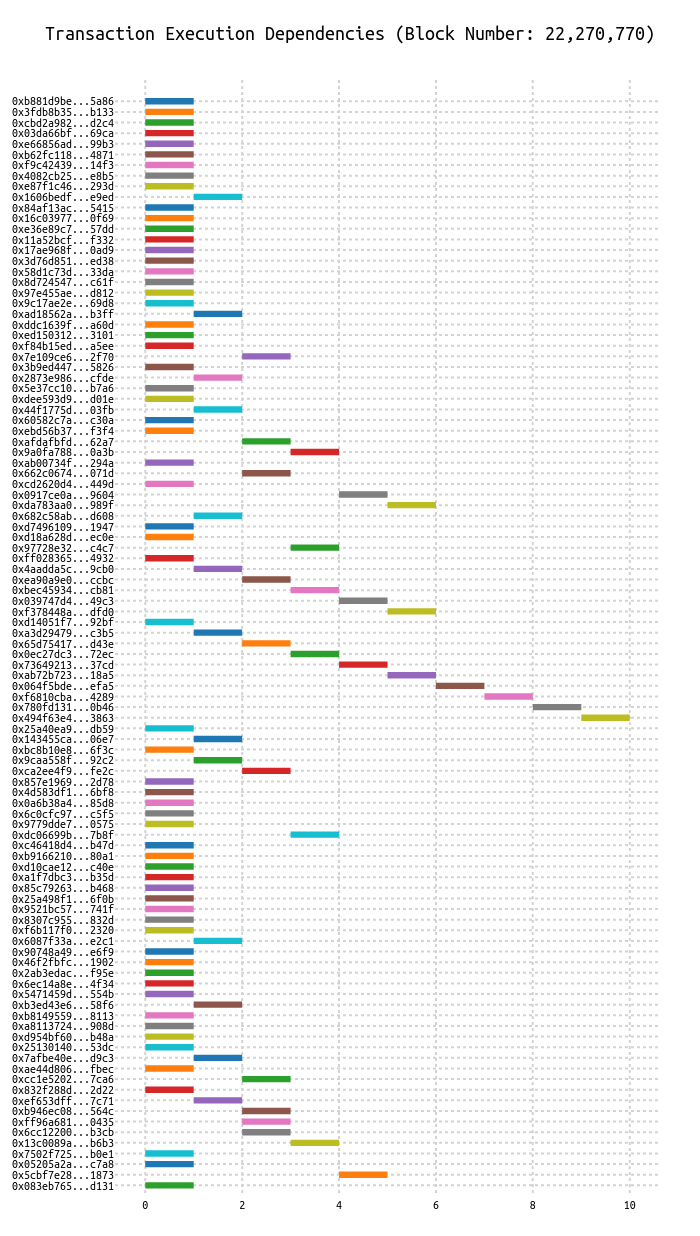 Transaction Execution Dependencies (Block Number: 22,270,770)
0xb881d9be...5a86
0x3fdb8b35...b133
0xcbd2a982...d2c4
0x03da66bf...69ca
0xe66856ad...99b3
0xb62fc118...4871
0xf9c42439...14f3
0x4082cb25...e8b5
0xe87f1c46...293d
0x1606bedf...e9ed
0x84af13ac...5415
0x16c03977...0f69
0xe36e89c7...57dd
0x11a52bcf...f332
0x17ae968f...0ad9
0x3d76d851...ed38
0x58d1c73d...33da
0x8d724547...c61f
0x97e455ae...d812
0x9c17ae2e...69d8
0xad18562a...b3ff
0xddc1639f...a60d
0xed150312...3101
0xf84b15ed...a5ee
0x7e109ce6...2f70
0x3b9ed447...5826
0x2873e986...cfde
0x5e37cc10...b7a6
0xdee593d9...d01e
0x44f1775d...03fb
0x60582c7a...c30a
0xebd56b37...f3f4
0xafdafbfd...62a7
0x9a0fa788...0a3b
0xab00734f...294a
0x662c0674...071d
0xcd2620d4...449d
0x0917ce0a...9604
0xda783aa0...989f
0x682c58ab...d608
0xd7496109...1947
0xd18a628d...ec0e
0x97728e32...c4c7
0xff028365...4932
0x4aadda5c...9cb0
0xea90a9e0...ccbc
0xbec45934...cb81
0x039747d4...49c3
0xf378448a...dfd0
0xd14051f7...92bf
0xa3d29479...c3b5
0x65d75417...d43e
0x0ec27dc3...72ec
0x73649213...37cd
0xab72b723...18a5
0x064f5bde...efa5
0xf6810cba...4289
0x780fd131...0b46
0x494f63e4...3863
0x25a40ea9...db59
0x143455ca...06e7
0xbc8b10e8...6f3c
0x9caa558f...92c2
0xca2ee4f9...fe2c
0x857e1969...2d78
0x4d583df1...6bf8
0x0a6b38a4...85d8
0x6c0cfc97...c5f5
0x9779dde7...0575
0xdc06699b...7b8f
0xc46418d4...b47d
0xb9166210...80a1
0xd10cae12...c40e
0xa1f7dbc3...b35d
0x85c79263...b468
0x25a498f1...6f0b
0x9521bc57...741f
0x8307c955...832d
0xf6b117f0...2320
0x6087f33a...e2c1
0x90748a49...e6f9
0x46f2fbfc...1902
0x2ab3edac...f95e
0x6ec14a8e...4f34
0x5471459d...554b
0xb3ed43e6...58f6
0xb8149559...8113
0xa8113724...908d
0xd954bf60...b48a
0x25130140...53dc
0x7afbe40e...d9c3
0xae44d806...fbec
0xcc1e5202...7ca6
0x832f288d...2d22
0xef653dff...7c71
0xb946ec08...564c
0xff96a681...0435
0x6cc12200...b3cb
0x13c0089a...b6b3
0x7502f725...b0e1
0x05205a2a...c7a8
0x5cbf7e28...1873
0x083eb765...d131
0 2 4 6 8 10